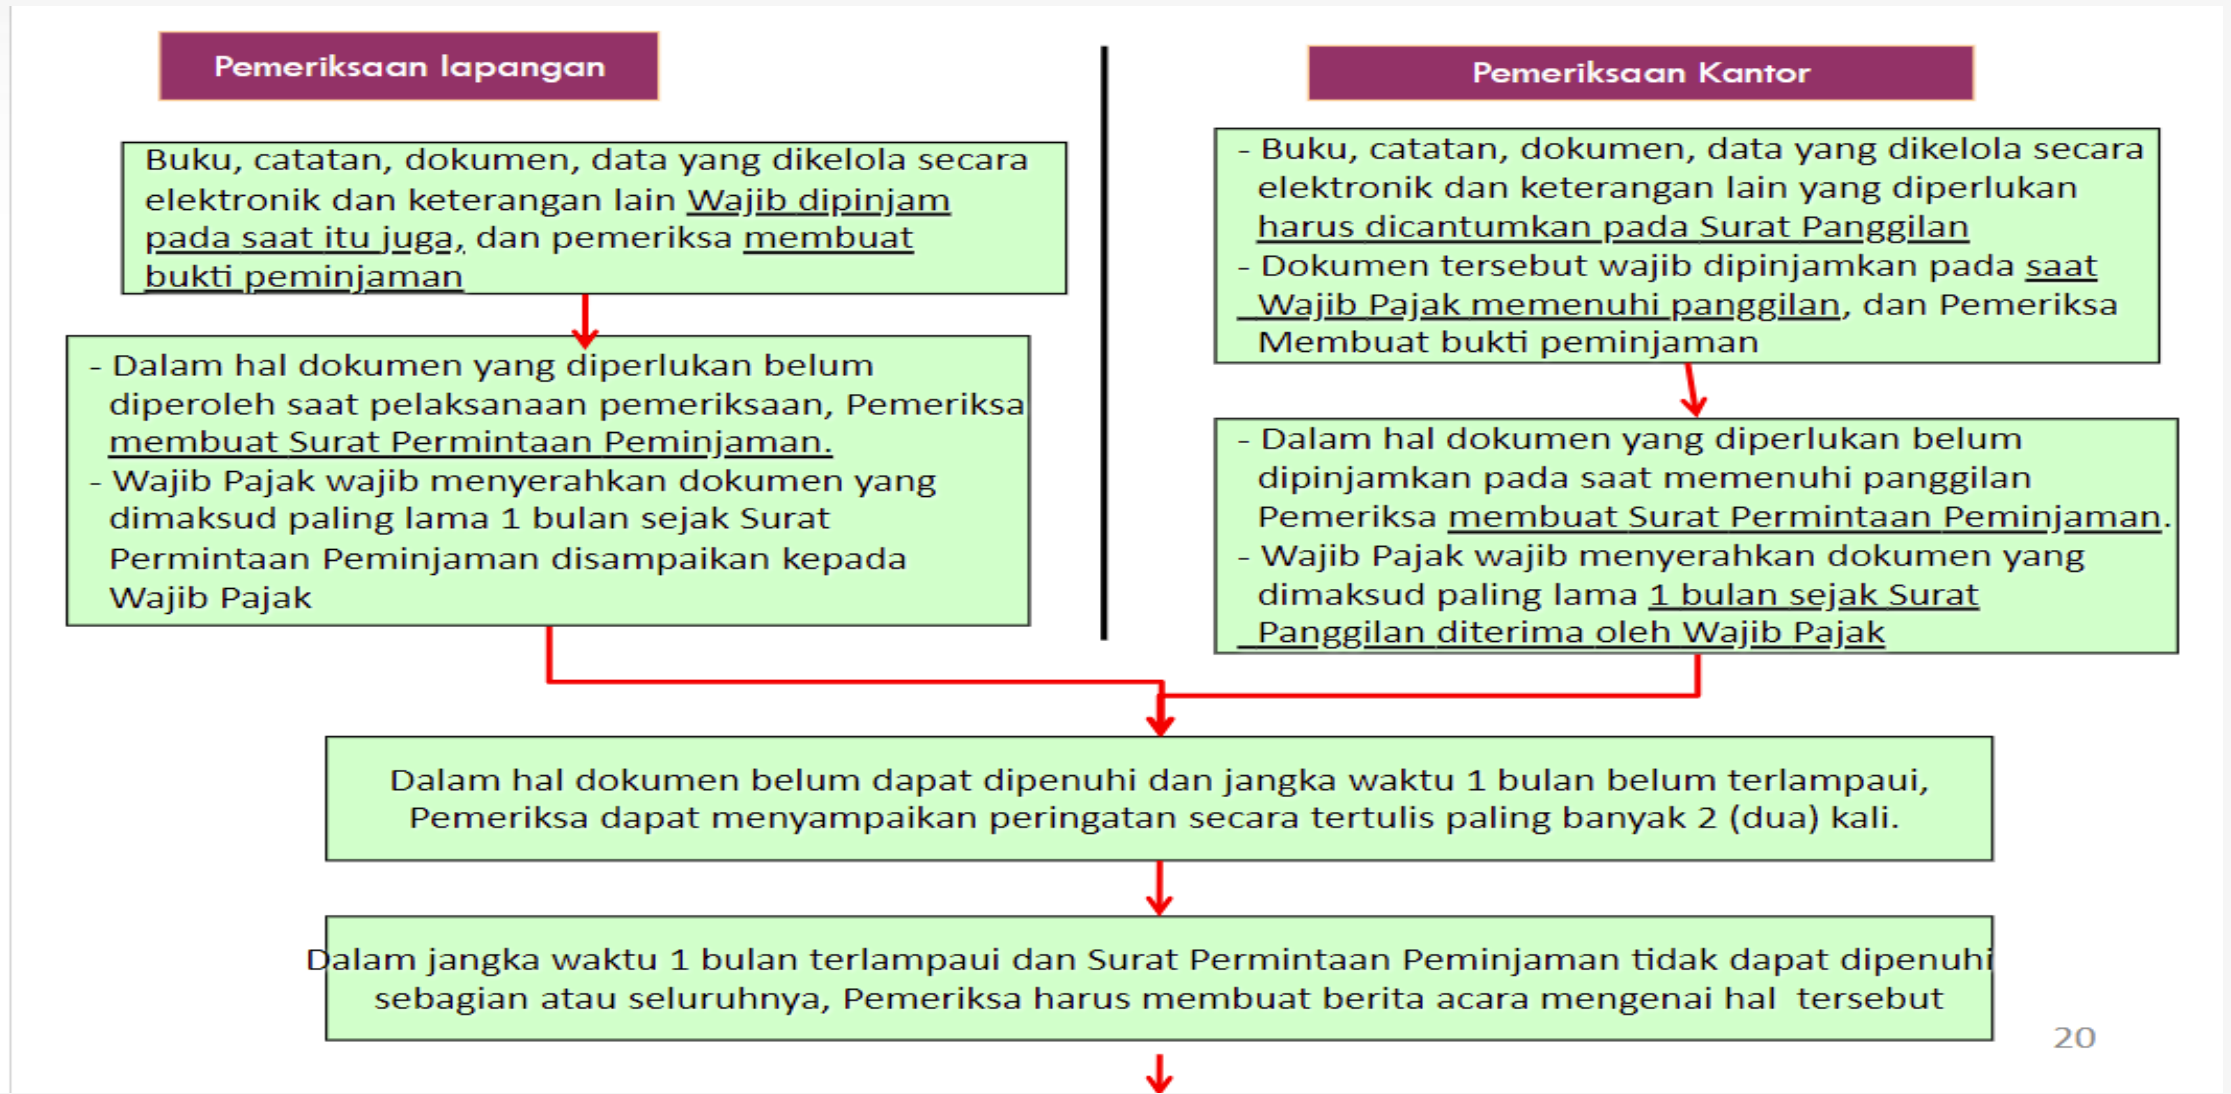 Pemeriksaan lapangan
Buku, catatan, dokumen, data yang dikelola secara
elektronik dan keterangan lain Wajib dipinjam
pada saat itu juga, dan pemeriksa membuat
bukti peminjaman
- Dalam hal dokumen yang diperlukan belum
diperoleh saat pelaksanaan pemeriksaan, Pemeriksa
membuat Surat Permintaan Peminjaman.
- Wajib Pajak wajib menyerahkan dokumen yang
dimaksud paling lama 1 bulan sejak Surat
Permintaan Peminjaman disampaikan kepada
Wajib Pajak
Pemeriksaan Kantor
- Buku, catatan, dokumen, data yang dikelola secara
elektronik dan keterangan lain yang diperlukan
harus dicantumkan pada Surat Panggilan
- Dokumen tersebut wajib dipinjamkan pada saat
Wajib Pajak memenuhi panggilan, dan Pemeriksa
Membuat bukti peminjaman
- Dalam hal dokumen yang diperlukan belum
dipinjamkan pada saat memenuhi panggilan
Pemeriksa membuat Surat Permintaan Peminjaman.
- Wajib Pajak wajib menyerahkan dokumen yang
dimaksud paling lama 1 bulan sejak Surat
Panggilan diterima oleh Wajib Pajak
Dalam hal dokumen belum dapat dipenuhi dan jangka waktu 1 bulan belum terlampaui,
Pemeriksa dapat menyampaikan peringatan secara tertulis paling banyak 2 (dua) kali.
Dalam jangka waktu 1 bulan terlampaui dan Surat Permintaan Peminjaman tidak dapat dipenuhi
sebagian atau seluruhnya, Pemeriksa harus membuat berita acara mengenai hal  tersebut
20